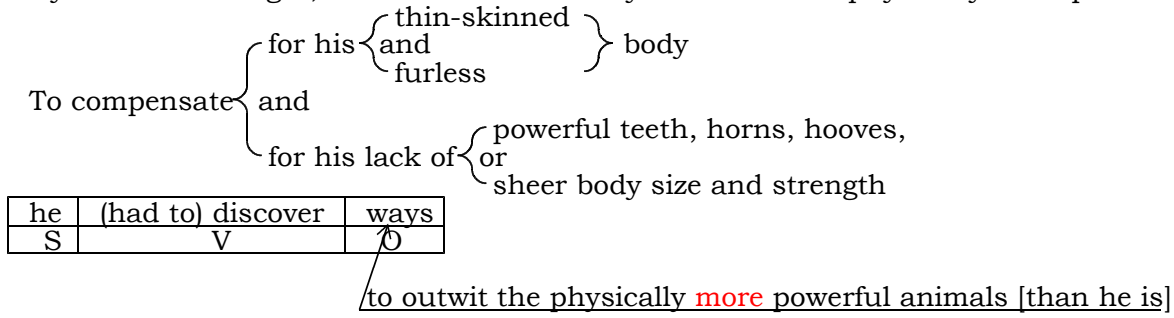 thin-skinned
for his and body
furless
To compensate and
powerful teeth, horns, hooves,
for his lack of or
sheer body size and strength
he (had to) discover ways
S V O
to outwit the physically more powerful animals [than he is]